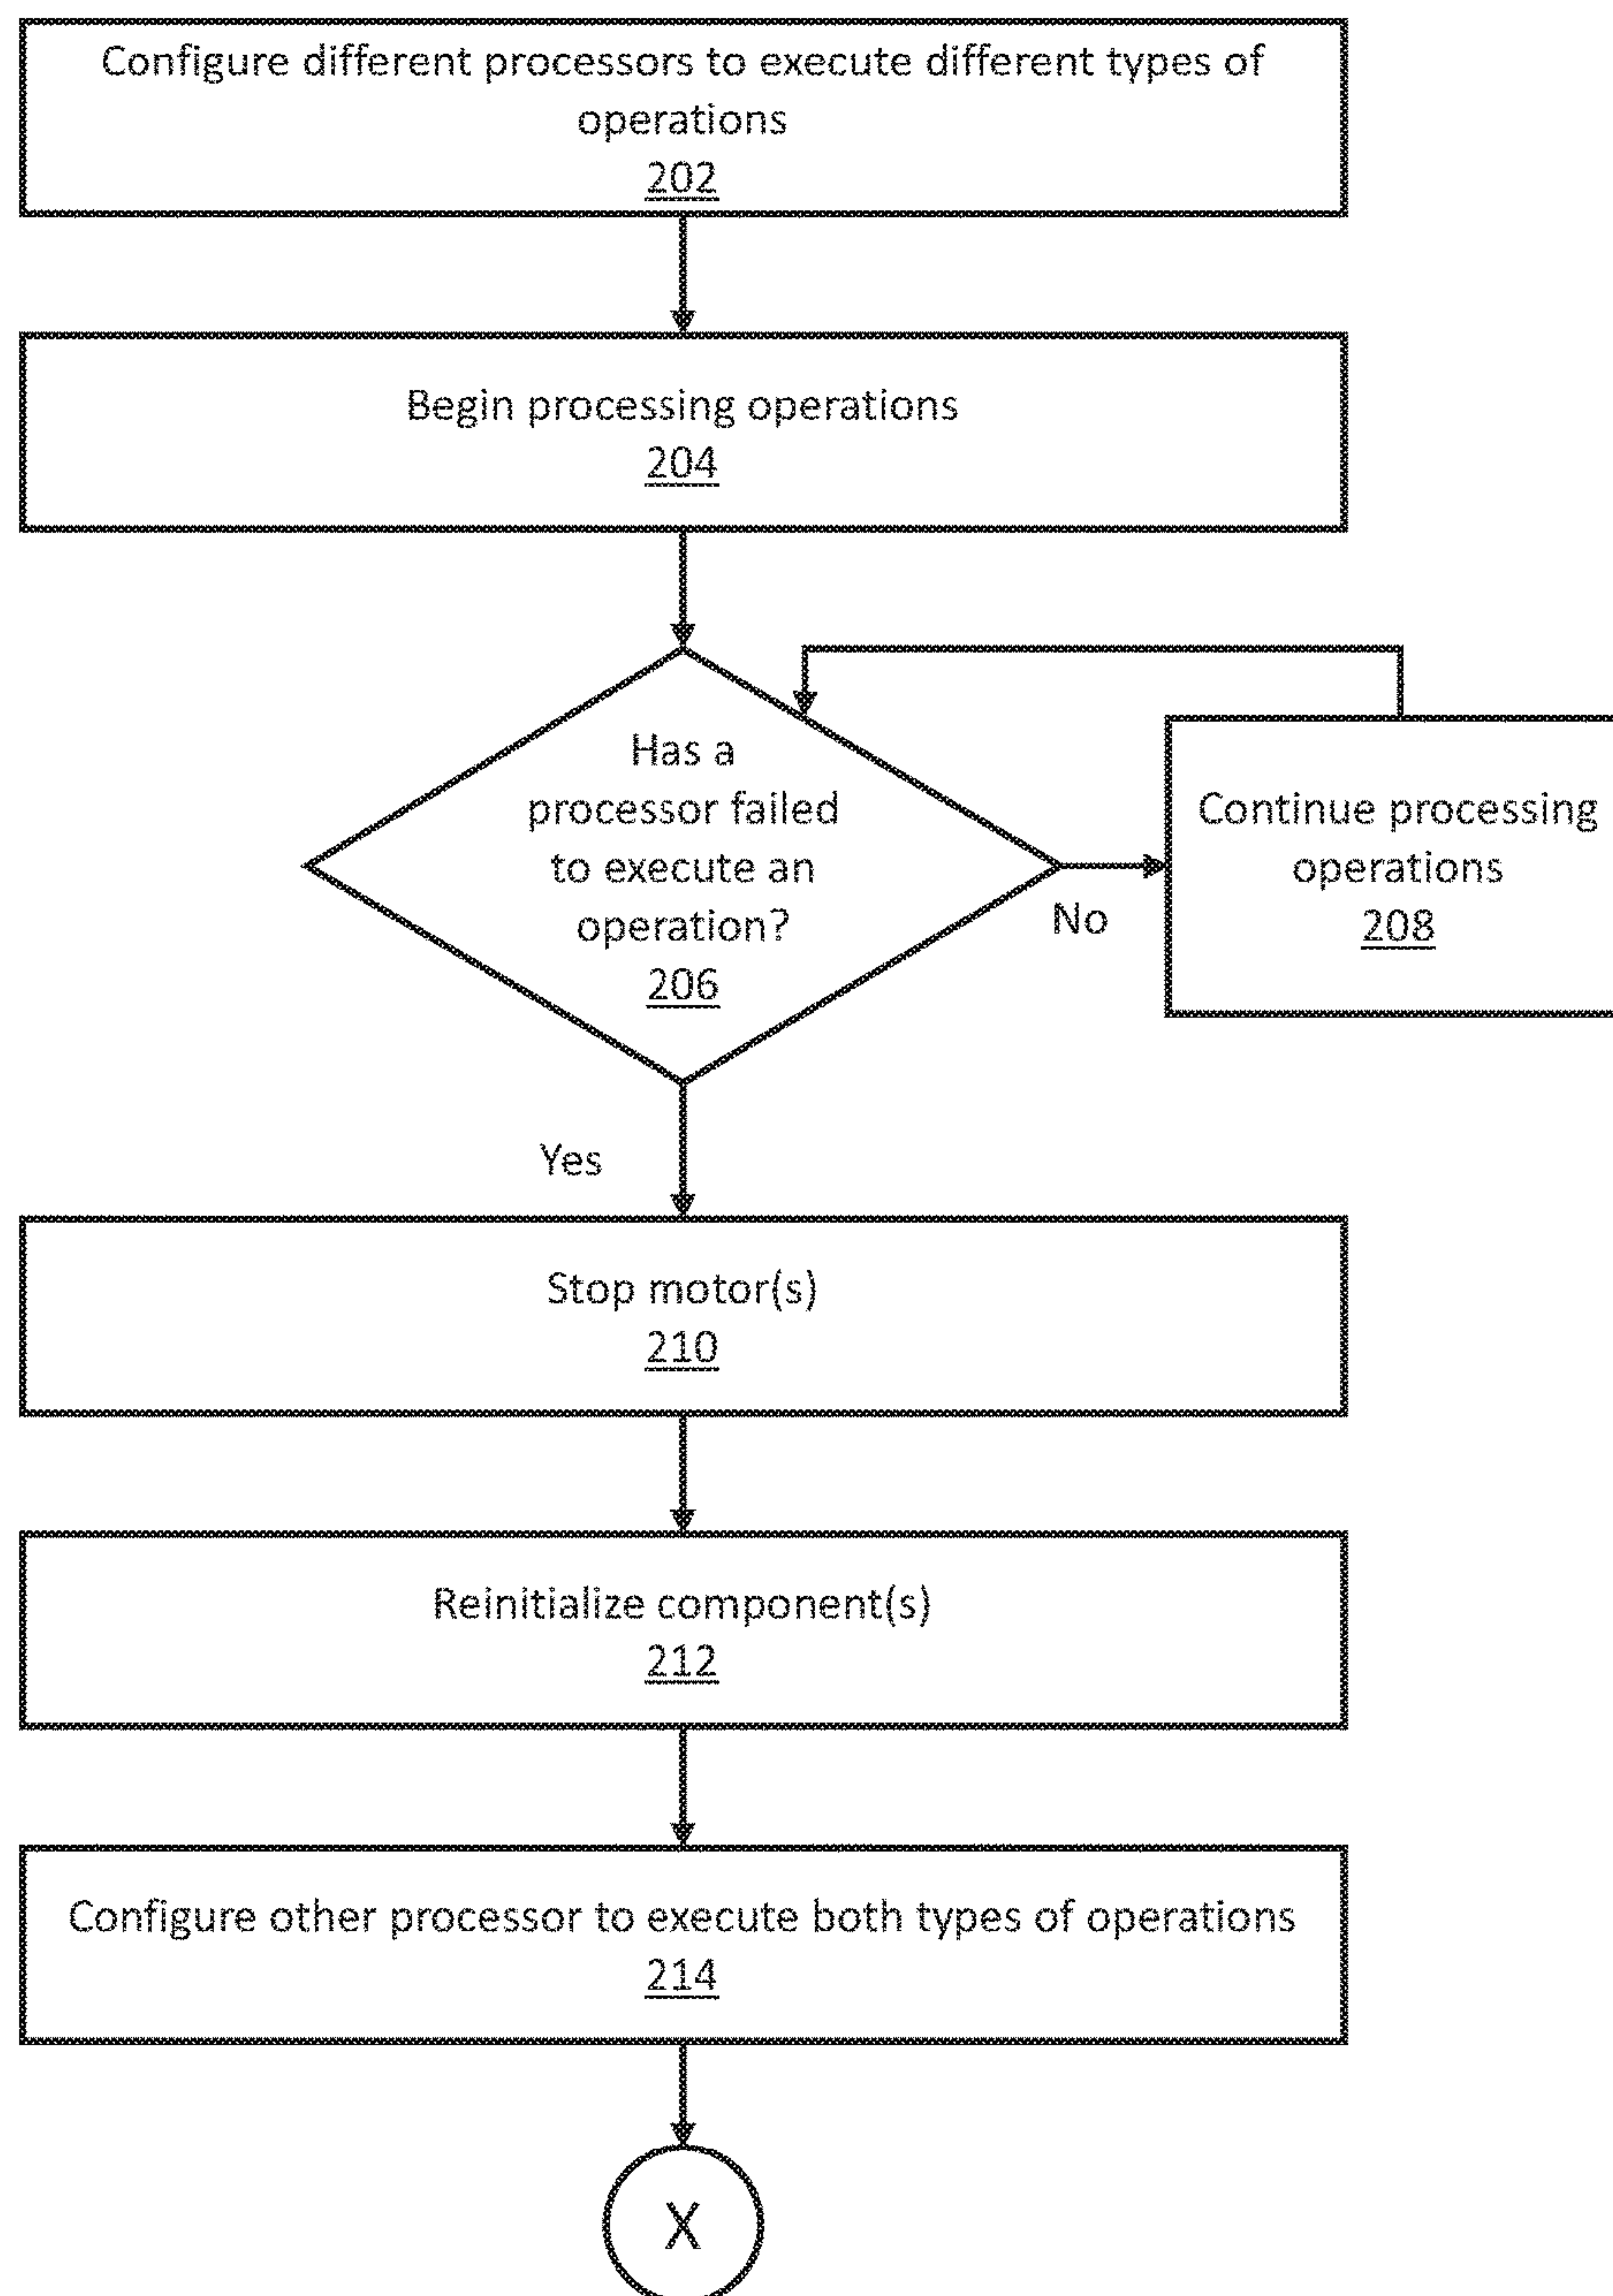 Configure different processors to execute different types of
operations
202
Begin processing operations
204
Has a
processor failed
to execute an
operation?
206
No
Continue processing
operations
208
Yes
Stop motor(s)
210
Reinitialize component(s)
212
Configure other processor to execute both types of operations
214
X